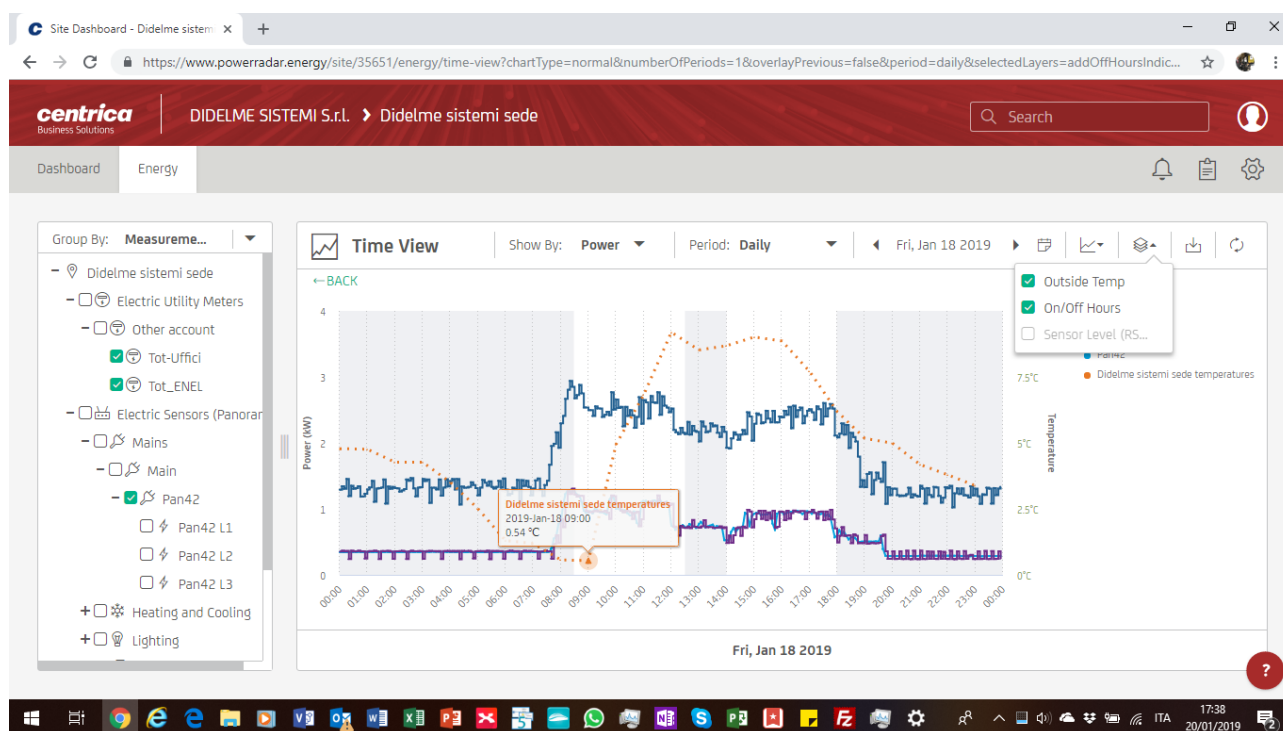 Site Dashboard - Didelme sistem
https://www.powerradar.energy/site/35651/energy/time-view?chartType=normal&numberOfPeriods=1&overlayPrevious=false&period=daily&selectedLayers=addOffHoursIndic...
centrica
Business Solutions
DIDELME SISTEMI S.r.l. > Didelme sistemi sede
Search
Dashboard Energy
Group By: Measureme...
Didelme sistemi sede
Electric Utility Meters
Other account
Tot-Uffici
Tot_ENEL
Electric Sensors (Panorar
Mains
Main
Pan42
Pan42 L1
Pan42 L2
Pan42 L3
Heating and Cooling
Lighting
Time View Show By: Power Period: Daily Fri, Jan 18 2019
←BACK
Outside Temp
On/Off Hours
Sensor Level (RS...
Pan42
Didelme sistemi sede temperatures
4
3
2
1
0
Power (kW)
7.5°C
5°C
2.5°C
0°C
Temperature
Didelme sistemi sede temperatures
2019-Jan-18 09:00
0.54 °C
00:00 01:00 02:00 03:00 04:00 05:00 06:00 07:00 08:00 09:00 10:00 11:00 12:00 13:00 14:00 15:00 16:00 17:00 18:00 19:00 20:00 21:00 22:00 23:00 00:00
Fri, Jan 18 2019
?
ITA
17:38
20/01/2019
2